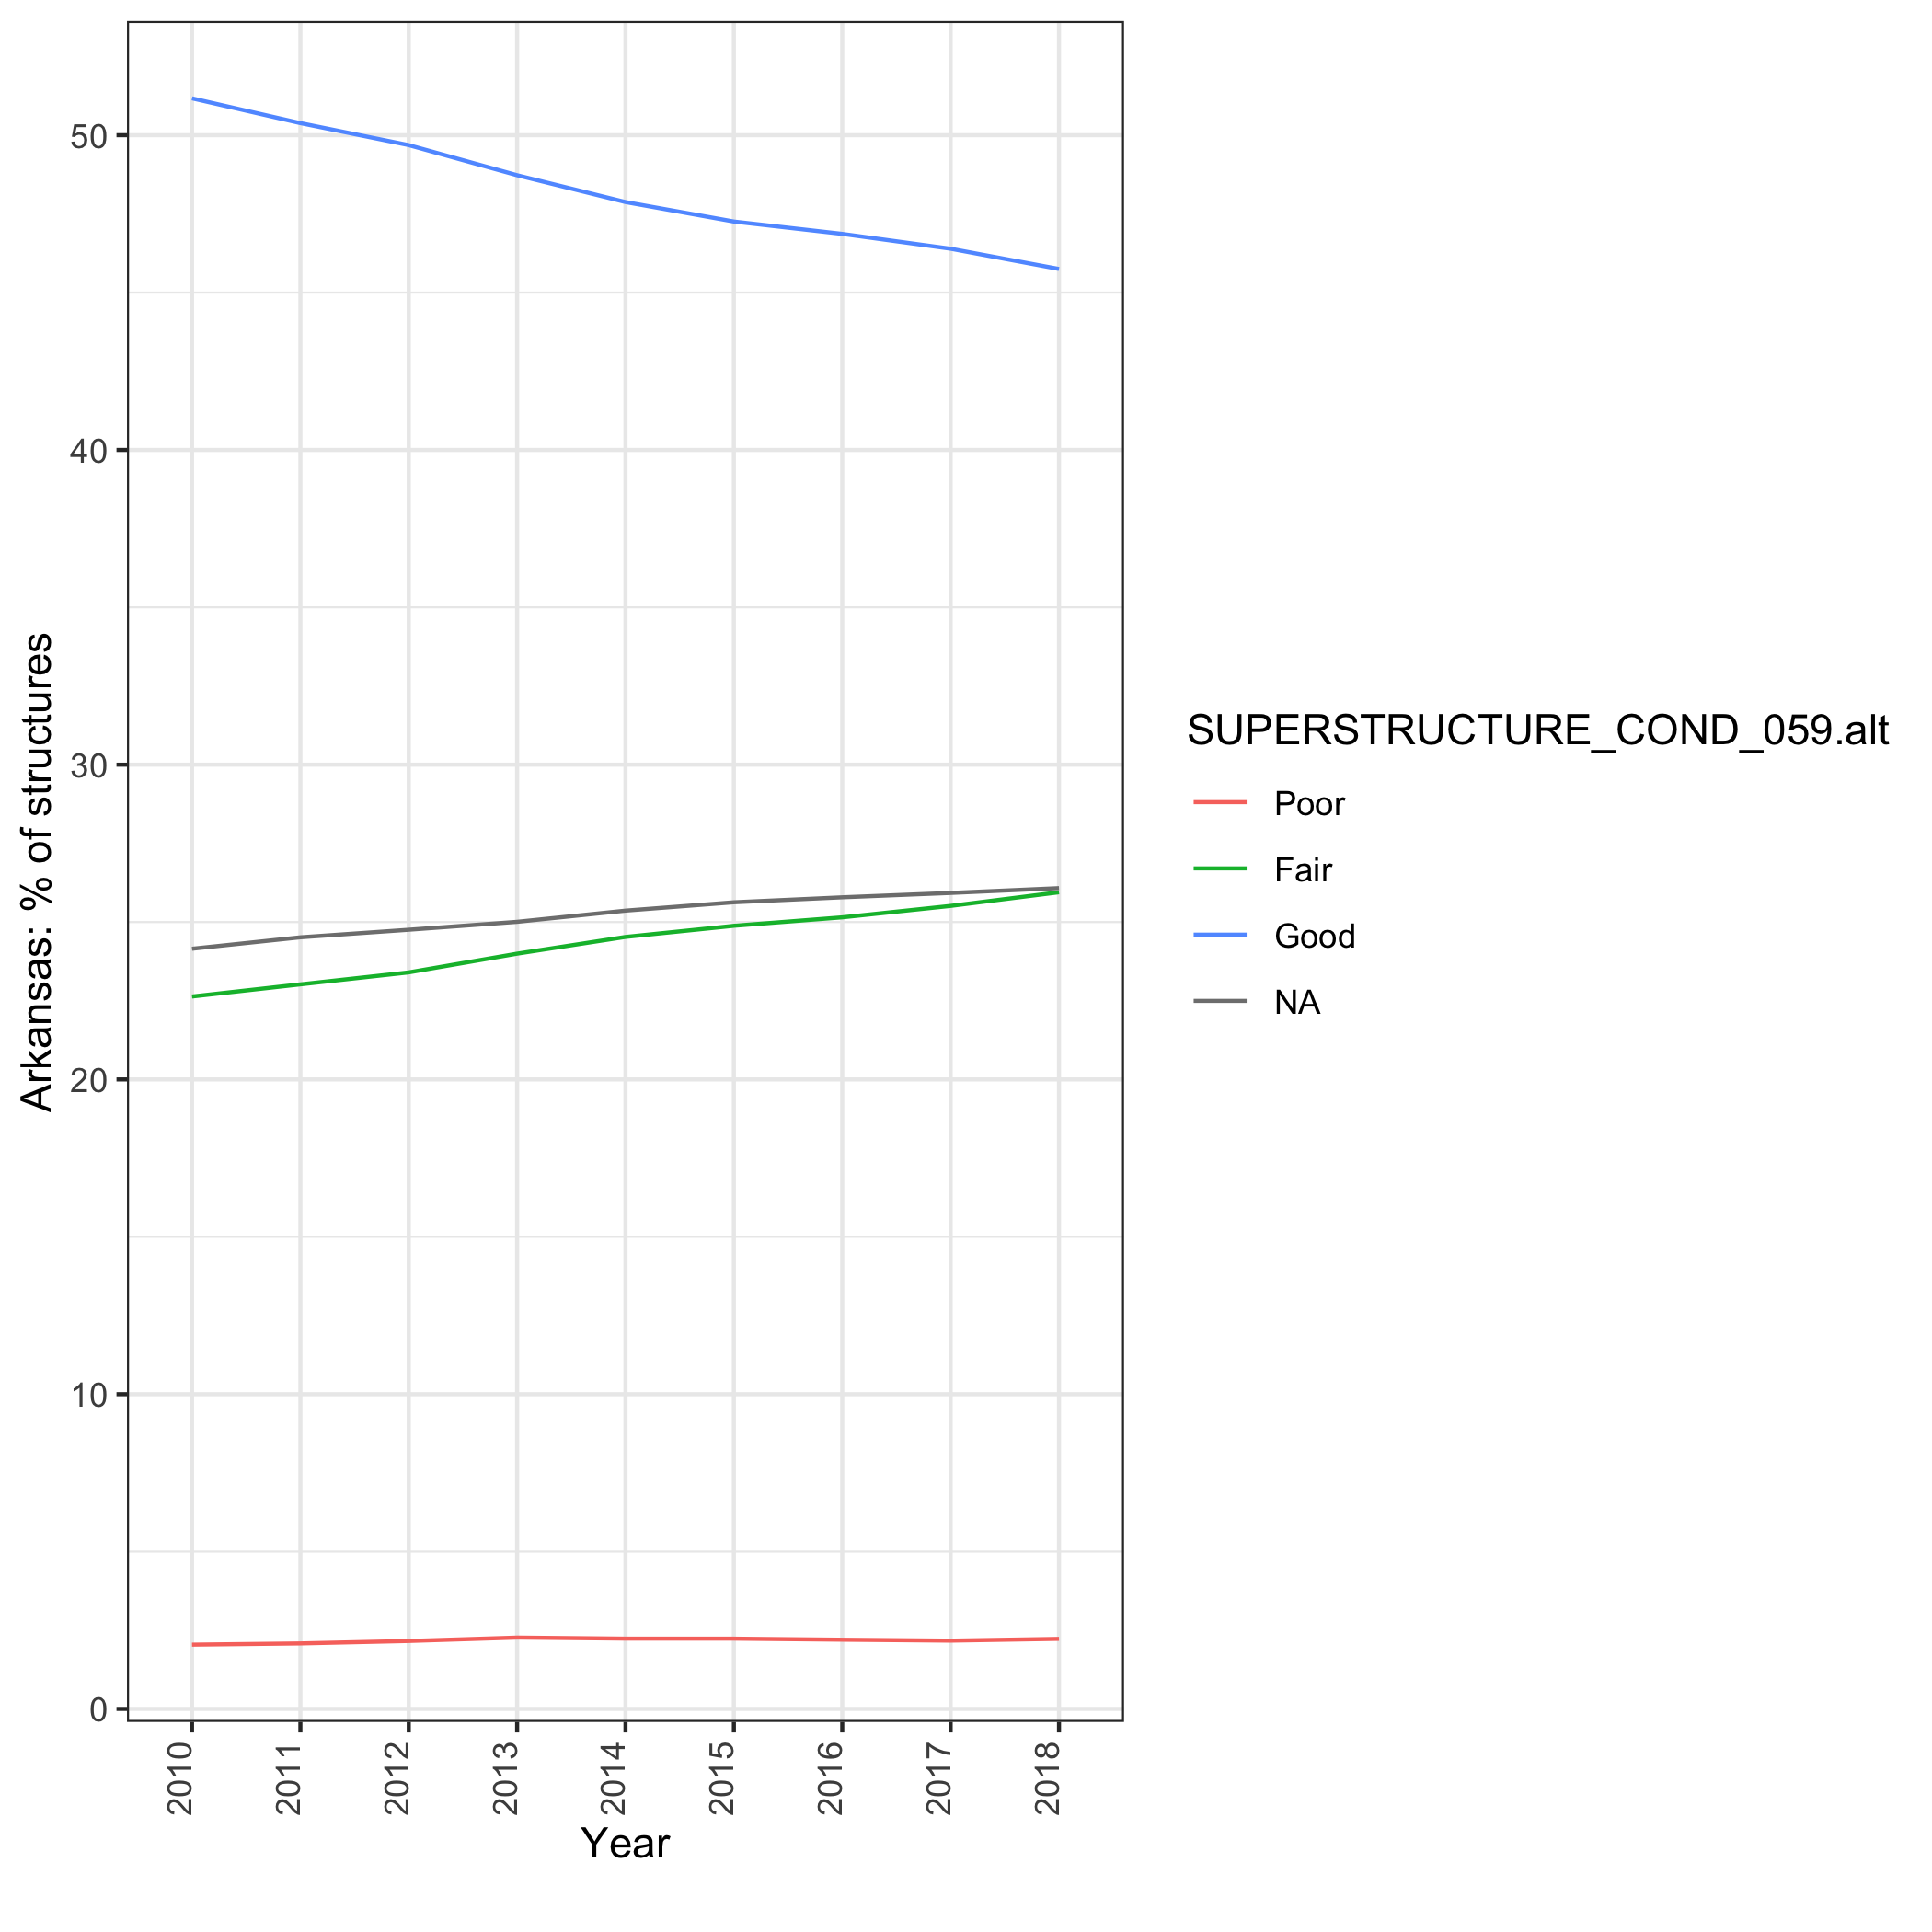 Arkansas: % of structures
50
40
30
20
10
0
2010
2011
2012
2013
2014
2015
2016
2017
2018
Year
SUPERSTRUCTURE_COND_059.alt
Poor
Fair
Good
NA